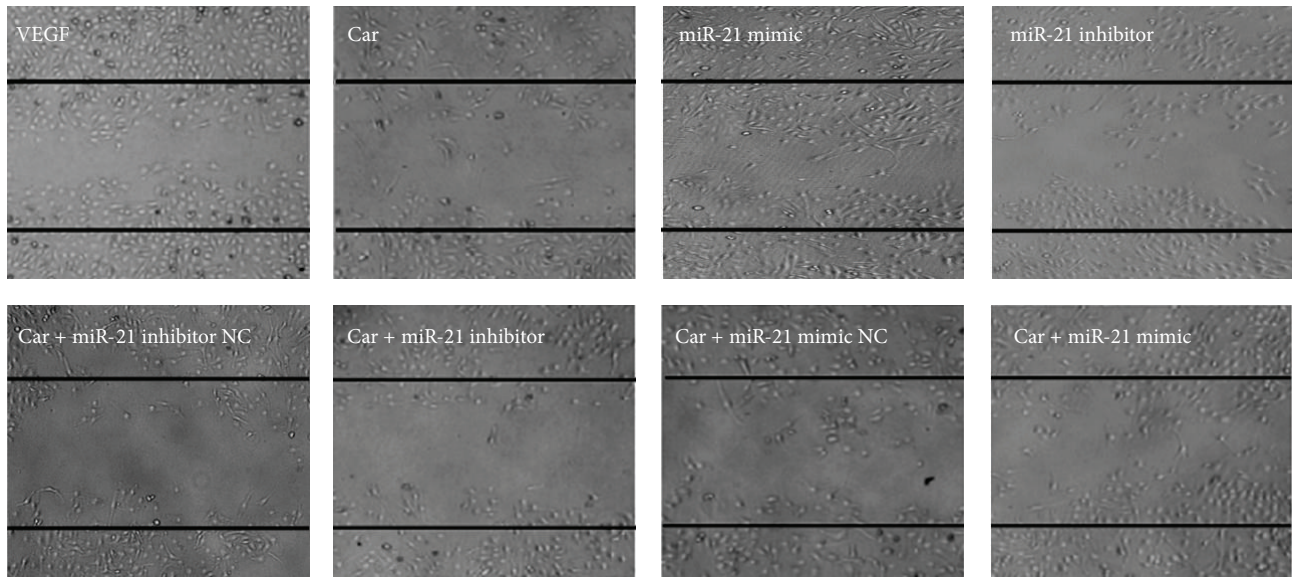 VEGF
Car
miR-21 mimic
miR-21 inhibitor
Car + miR-21 inhibitor NC
Car + miR-21 inhibitor
Car + miR-21 mimic NC
Car + miR-21 mimic